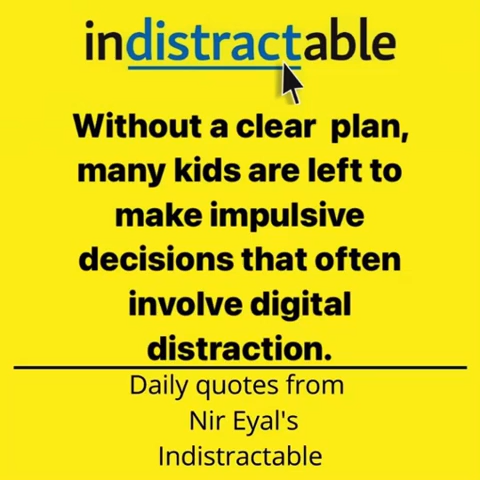 indistractable
Without a clear plan,
many kids are left to
make impulsive
decisions that often
involve digital
distraction.
Daily quotes from
Nir Eyal's
Indistractable